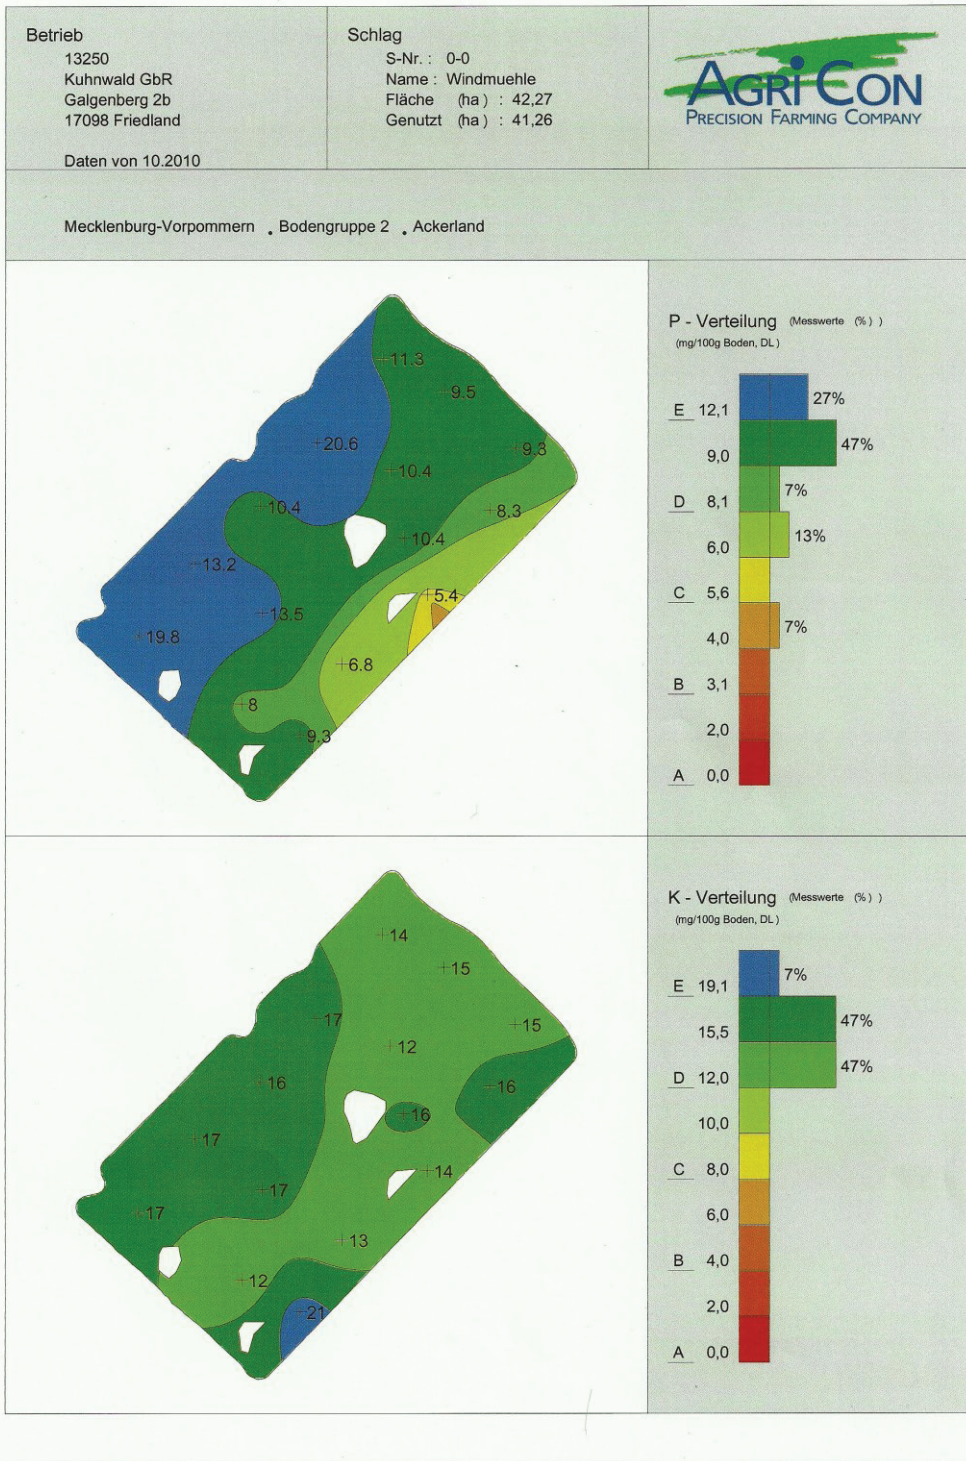 Betrieb
13250
Kuhnwald GbR
Galgenberg 2b
17098 Friedland
Daten von 10.2010
Schlag
S-Nr. : 0-0
Name : Windmuehle
Fläche (ha) : 42,27
Genutzt (ha) : 41,26
AGRI CON
PRECISION FARMING COMPANY
Mecklenburg-Vorpommern . Bodengruppe 2 . Ackerland
11.3
9.5
20.6
9.3
10.4
10.4
8.3
10.4
13.2
5.4
13.5
19.8
6.8
8
9.3
P - Verteilung (Messwerte (%) )
(mg/100g Boden, DL)
27%
E 12,1
47%
9,0
7%
D 8,1
13%
6,0
C 5,6
7%
4,0
B 3,1
2,0
A 0,0
14
15
17
15
12
16
16
16
17
14
17
17
13
12
21
K - Verteilung (Messwerte (%) )
(mg/100g Boden, DL)
7%
E 19,1
47%
15,5
47%
D 12,0
10,0
C 8,0
6,0
B 4,0
2,0
A 0,0